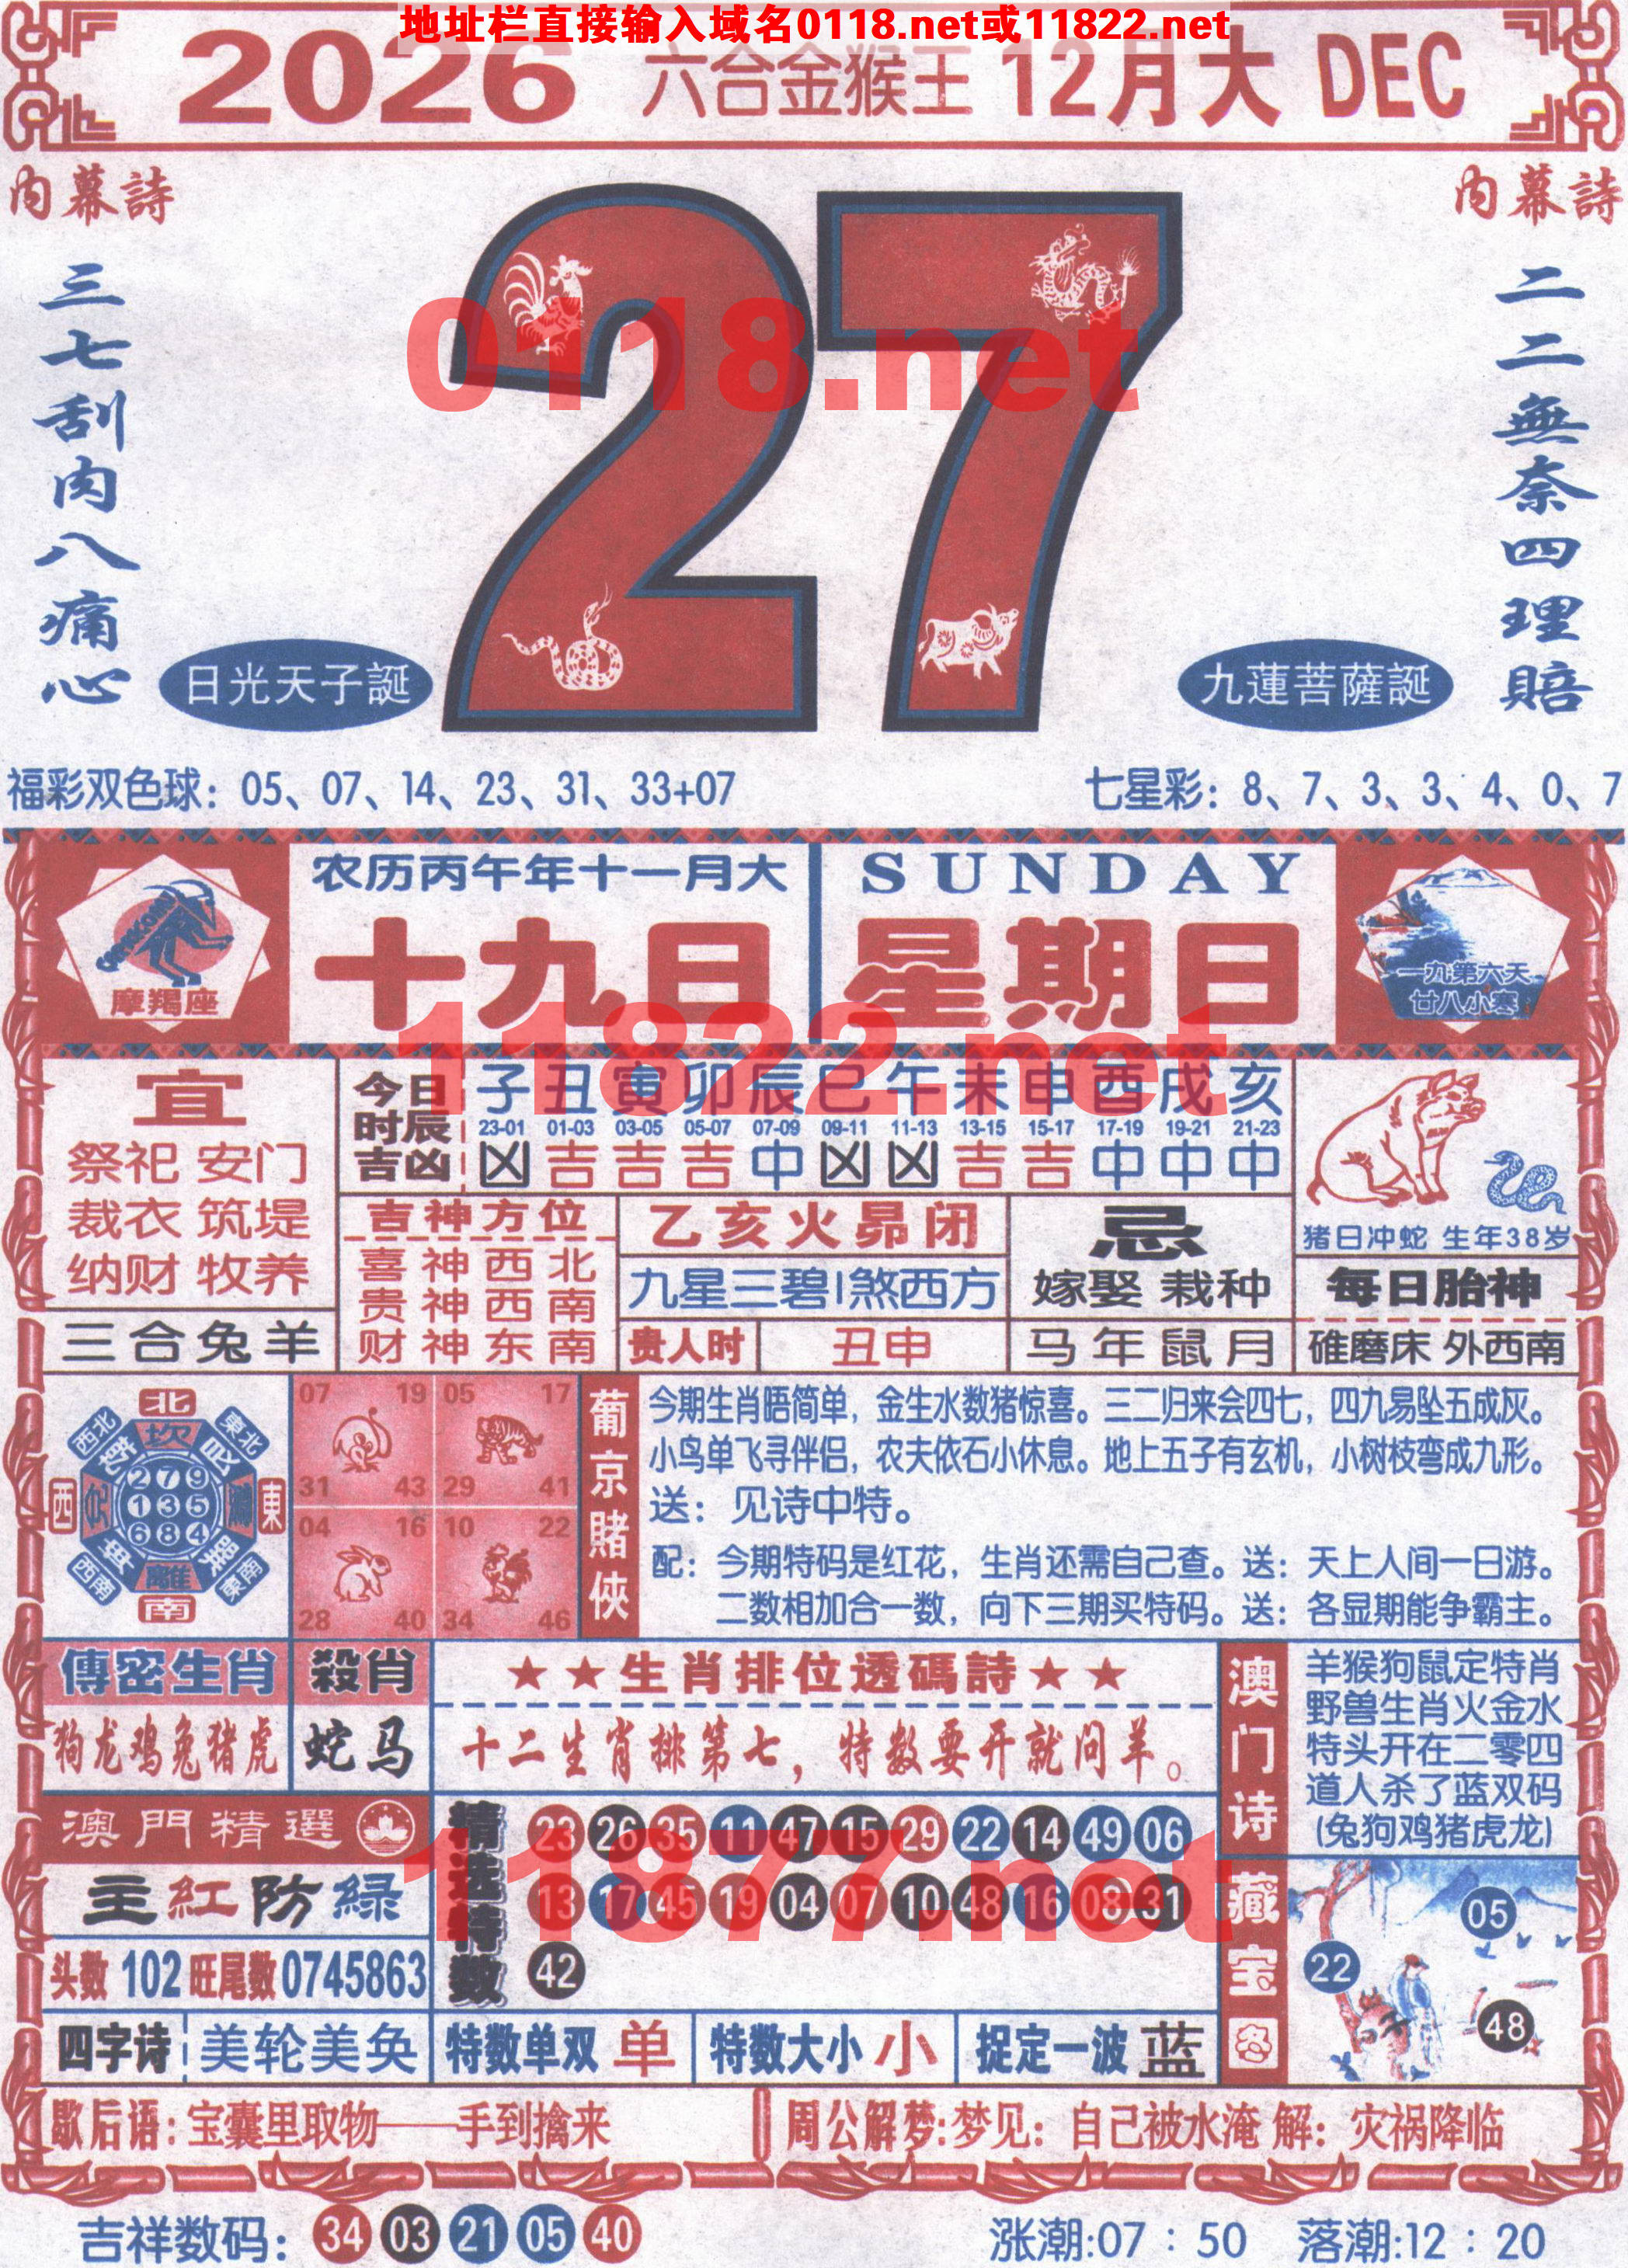 地址栏直接输入域名0118.net或11822.net
2026 六合金猴王 12月大 DEC
内幕詩
内幕詩
三七刮肉八痛心
二二無奈四理賠
27
0118.net
日光天子誕
九蓮菩薩誕
福彩双色球：05、07、14、23、31、33+07
七星彩：8、7、3、3、4、0、7
摩羯座
农历丙午年十一月大
十九日
SUNDAY
星期日
一九第六天
廿八小寒
11822.net
宜
祭祀 安门
裁衣 筑堤
纳财 牧养
三合兔羊
今日时辰吉凶
子 丑 寅 卯 辰 巳 午 未 申 酉 戌 亥
23-01 01-03 03-05 05-07 07-09 09-11 11-13 13-15 15-17 17-19 19-21 21-23
凶 吉 吉 吉 中 凶 凶 吉 吉 中 中 中
吉神方位
喜神西北
贵神西南
财神东南
乙亥火昴闭
九星三碧 煞西方
贵人时 丑申
忌
嫁娶 栽种
马年鼠月
猪日冲蛇 生年38岁
每日胎神
碓磨床 外西南
北
西北 東北
坎
西 東
2 7 9
1 3 5
6 8 4
離
西南 東南
南
07 19 05 17
31 43 29 41
04 16 10 22
28 40 34 46
葡京賭俠
今期生肖晤简单，金生水数猪惊喜。三二归来会四七，四九易坠五成灰。
小鸟单飞寻伴侣，农夫依石小休息。地上五子有玄机，小树枝弯成九形。
送：见诗中特。
配：今期特码是红花，生肖还需自己查。送：天上人间一日游。
二数相加合一数，向下三期买特码。送：各显期能争霸主。
傳密生肖
狗龙鸡兔猪虎
殺肖
蛇马
★★生肖排位透碼詩★★
十二生肖排第七，特数要开就问羊。
澳门诗
羊猴狗鼠定特肖
野兽生肖火金水
特头开在二零四
道人杀了蓝双码
(兔狗鸡猪虎龙)
澳門精選
主紅防緑
头数 102 旺尾数 0745863
精选特数
23 26 35 11 47 15 29 22 14 49 06
13 17 45 19 04 07 10 48 16 08 31
42
11877.net
藏宝图
05
22
48
四字诗 美轮美奂
特数单双 单
特数大小 小
捉定一波 蓝
歇后语：宝囊里取物——手到擒来
周公解梦：梦见：自己被水淹 解：灾祸降临
吉祥数码：34 03 21 05 40
涨潮:07：50 落潮:12：20